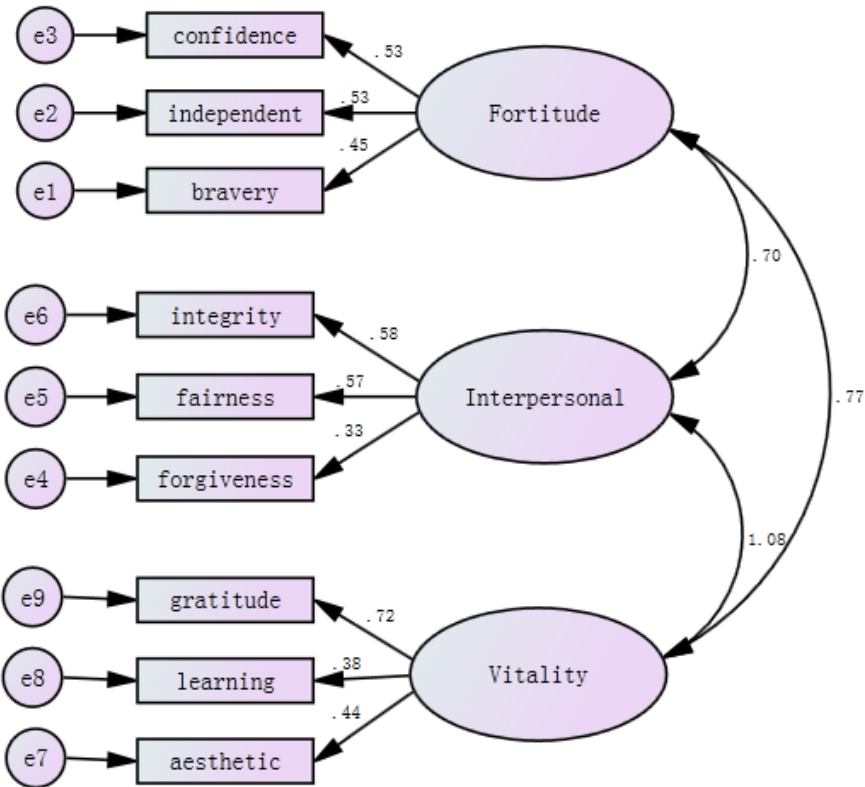 e3
confidence
.53
Fortitude
e2
independent
.53
e1
bravery
.45
.70
e6
integrity
.58
Interpersonal
e5
fairness
.57
.77
e4
forgiveness
.33
1.08
e9
gratitude
.72
Vitality
e8
learning
.38
e7
aesthetic
.44